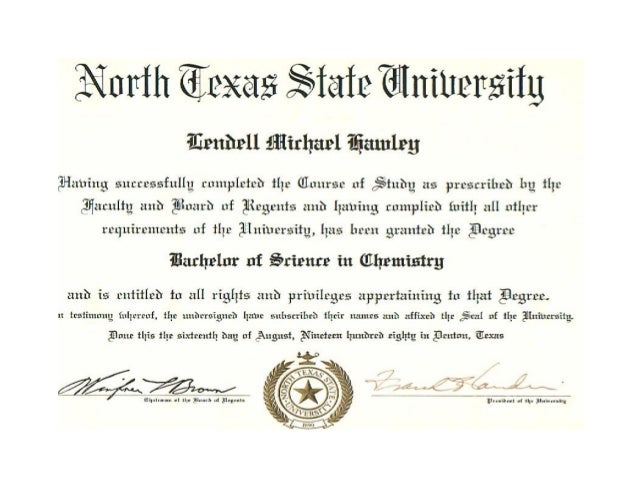 North Texas State University
Lendell Michael Hawley
Having successfully completed the Course of Study as prescribed by the
Faculty and Board of Regents and having complied with all other
requirements of the University, has been granted the Degree
Bachelor of Science in Chemistry
and is entitled to all rights and privileges appertaining to that Degree.
n testimony whereof, the undersigned have subscribed their names and affixed the Seal of the University.
Done this the sixteenth day of August, Nineteen hundred eighty in Denton, Texas
Chairman of the Board of Regents
President of the University
NORTH TEXAS STATE
UNIVERSITY
1890